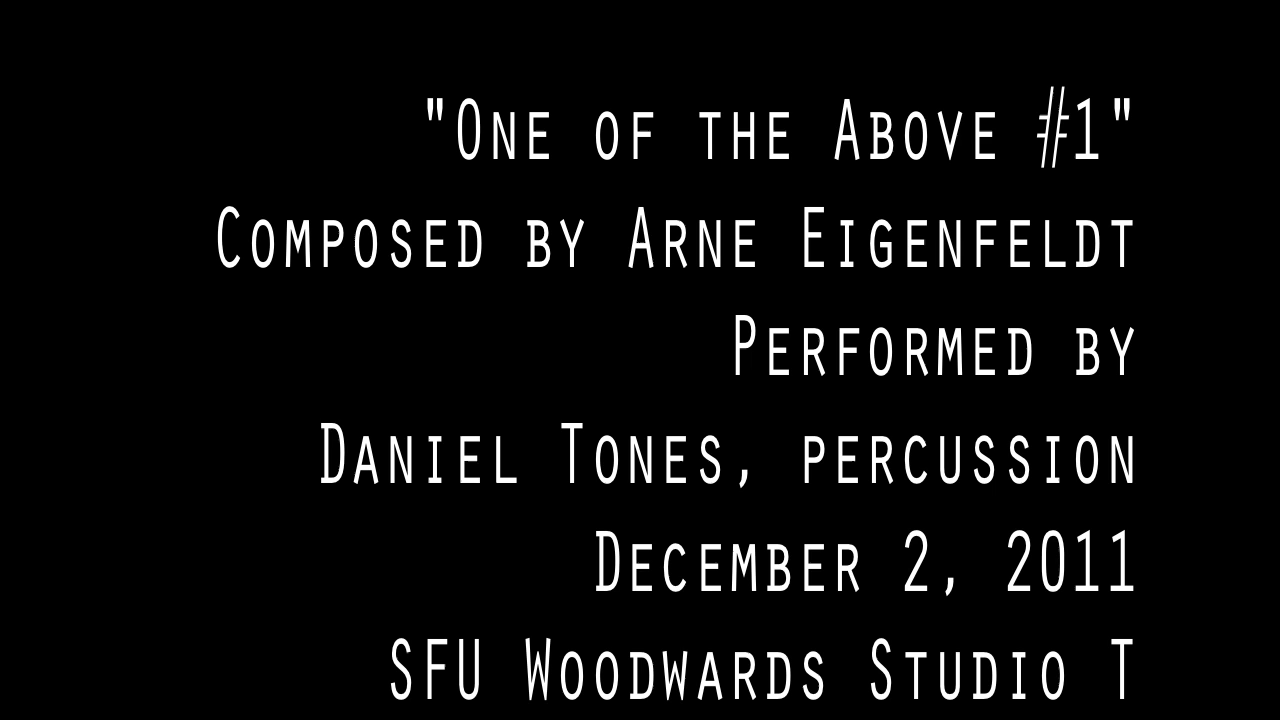 "One of the Above #1"
Composed by Arne Eigenfeldt
Performed by
Daniel Tones, percussion
December 2, 2011
SFU Woodwards Studio T